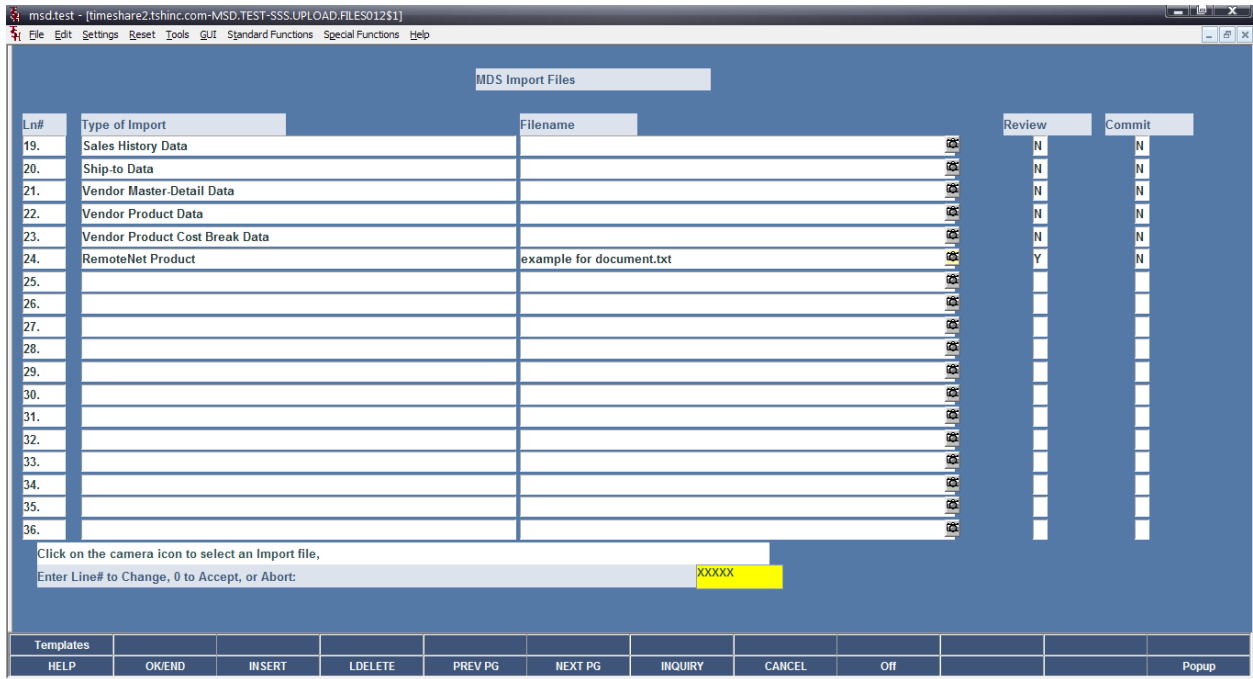 msd.test - [timeshare2.tshinc.com-MSD.TEST-SSS.UPLOAD.FILES012$1]
File Edit Settings Reset Tools GUI Standard Functions Special Functions Help
MDS Import Files
Ln# Type of Import Filename Review Commit
19. Sales History Data N N
20. Ship-to Data N N
21. Vendor Master-Detail Data N N
22. Vendor Product Data N N
23. Vendor Product Cost Break Data N N
24. RemoteNet Product example for document.txt Y N
25.
26.
27.
28.
29.
30.
31.
32.
33.
34.
35.
36.
Click on the camera icon to select an Import file,
Enter Line# to Change, 0 to Accept, or Abort: XXXXX
Templates
HELP OK/END INSERT LDELETE PREV PG NEXT PG INQUIRY CANCEL Off Popup